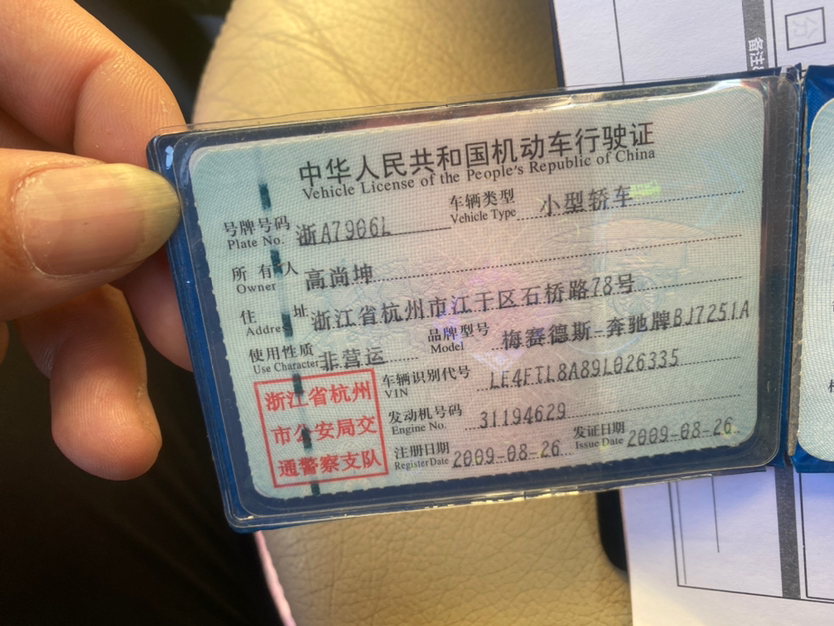 中华人民共和国机动车行驶证
Vehicle License of the People's Republic of China
号牌号码 Plate No. 浙A7906L 车辆类型 Vehicle Type 小型轿车
所有人 Owner 高尚坤
住址 Address 浙江省杭州市江干区石桥路78号
使用性质 Use Character 非营运 品牌型号 Model 梅赛德斯-奔驰牌BJ7251A
车辆识别代号 VIN LE4FTL8A89L026335
发动机号码 Engine No. 31194629
注册日期 Register Date 2009-08-26 发证日期 Issue Date 2009-08-26
浙江省杭州
市公安局交
通警察支队
备注